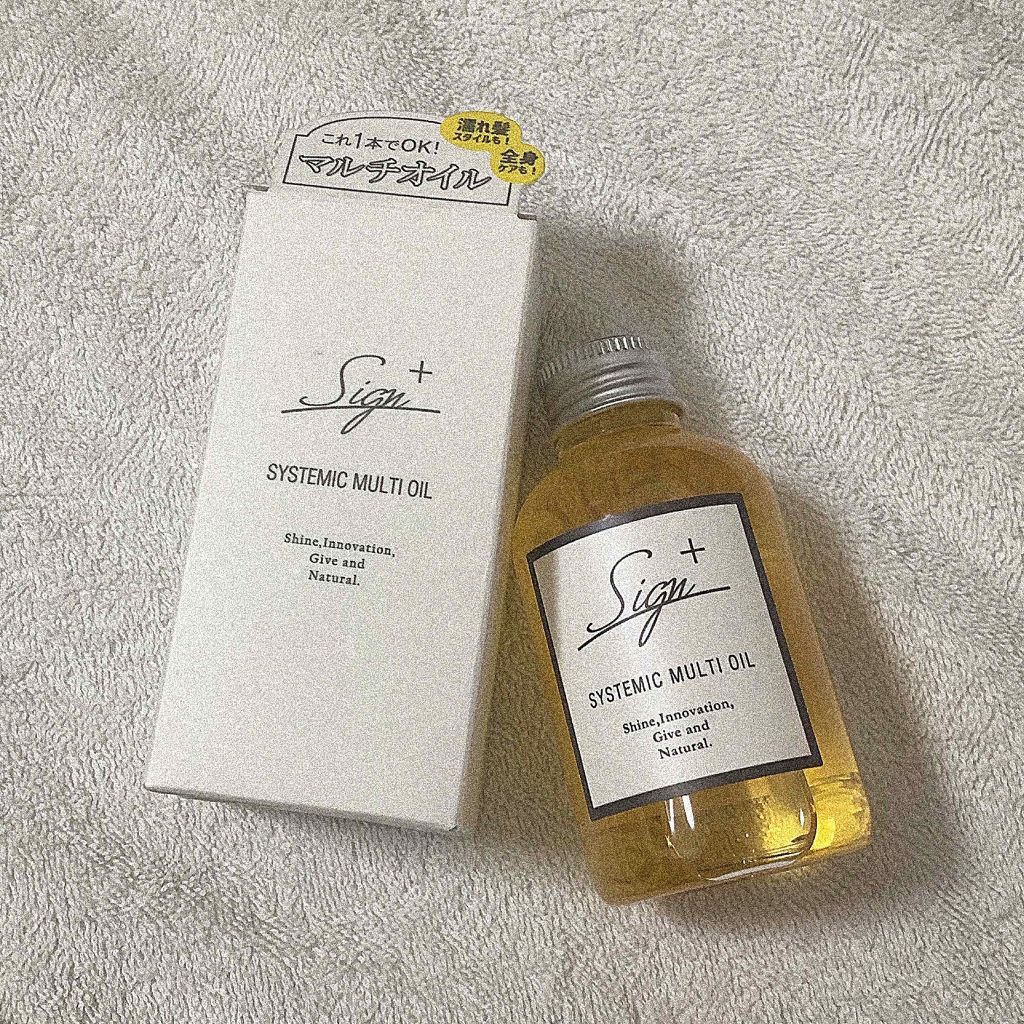 これ1本でOK!
マルチオイル
濡れ髪
スタイルも!
全身
ケアも!
Sign+
SYSTEMIC MULTI OIL
Shine,Innovation,
Give and
Natural.
Sign+
SYSTEMIC MULTI OIL
Shine,Innovation,
Give and
Natural.